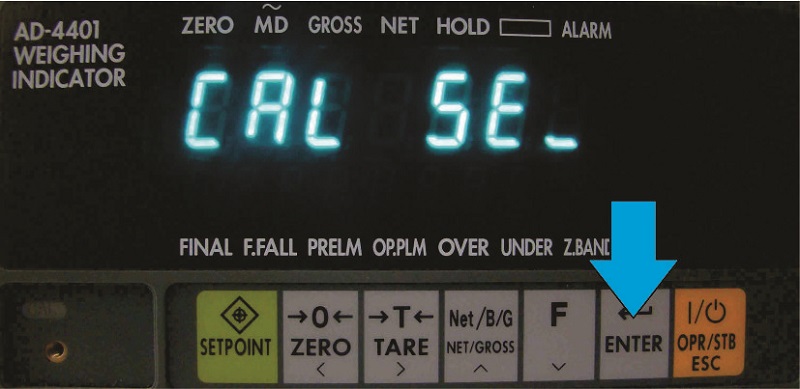 AD-4401
WEIGHING
INDICATOR
ZERO MD GROSS NET HOLD ALARM
CAL SE_
FINAL F.FALL PRELM OP.PLM OVER UNDER Z.BAND
SETPOINT
→0← ZERO <
→T← TARE >
Net/B/G NET/GROSS ^
F
ENTER
I/⏻ OPR/STB ESC